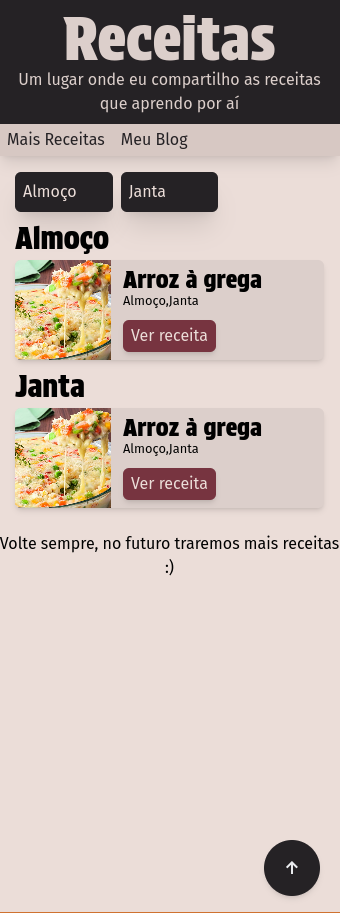 Receitas
Um lugar onde eu compartilho as receitas
que aprendo por aí
Mais Receitas Meu Blog
Almoço Janta
Almoço
Arroz à grega
Almoço,Janta
Ver receita
Janta
Arroz à grega
Almoço,Janta
Ver receita
Volte sempre, no futuro traremos mais receitas
:)